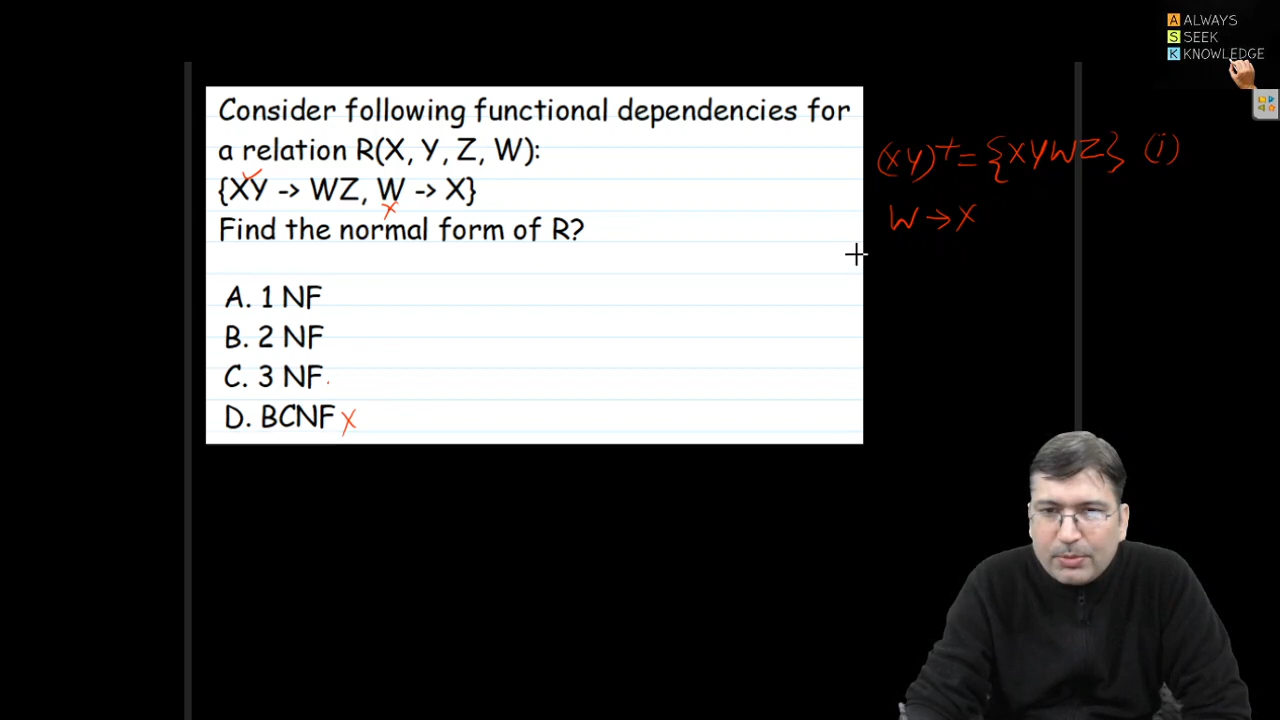 A ALWAYS
S SEEK
K KNOWLEDGE
Consider following functional dependencies for
a relation R(X, Y, Z, W):
{XY -> WZ, W -> X}
Find the normal form of R?
A. 1 NF
B. 2 NF
C. 3 NF
D. BCNF X
(XY)+ = {XYWZ} (i)
W → X